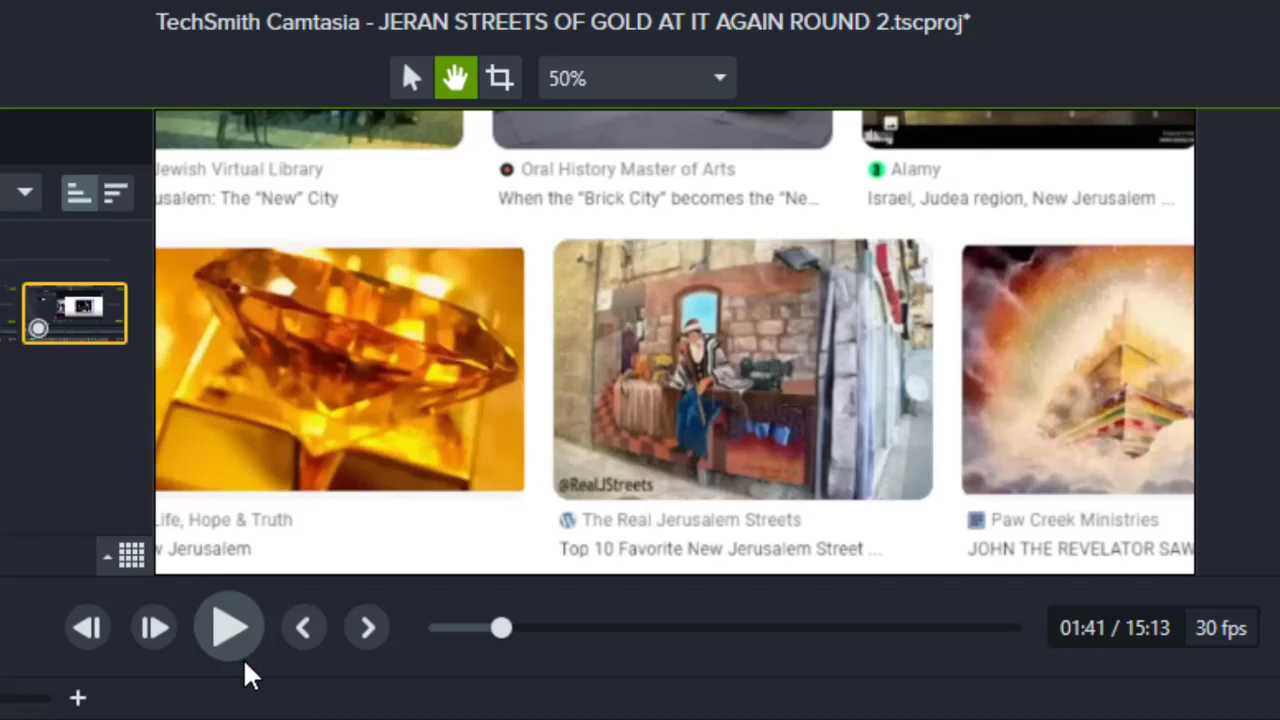 TechSmith Camtasia - JERAN STREETS OF GOLD AT IT AGAIN ROUND 2.tscproj*
50%
Jewish Virtual Library
usalem: The "New" City
Oral History Master of Arts
When the "Brick City" becomes the "Ne...
Alamy
Israel, Judea region, New Jerusalem ...
@RealJStreets
Life, Hope & Truth
w Jerusalem
The Real Jerusalem Streets
Top 10 Favorite New Jerusalem Street ...
Paw Creek Ministries
JOHN THE REVELATOR SAW
01:41 / 15:13
30 fps